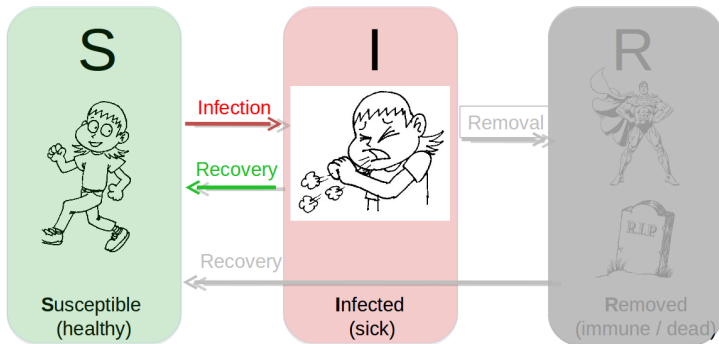 S
I
R
Infection
Recovery
Removal
R.I.P
Recovery
Susceptible
(healthy)
Infected
(sick)
Removed
(immune / dead)